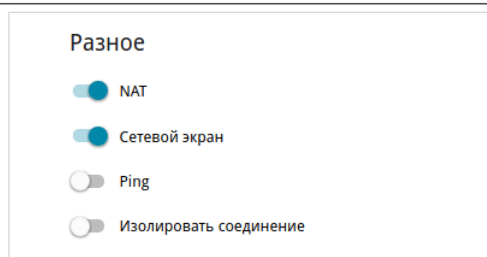 Разное
NAT
Сетевой экран
Ping
Изолировать соединение